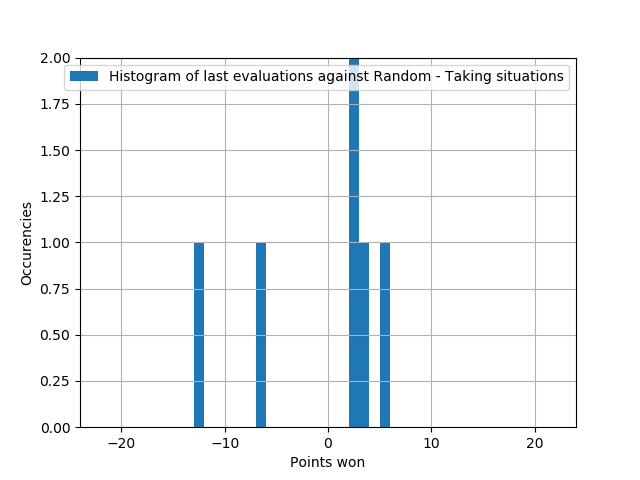 2.00
Histogram of last evaluations against Random - Taking situations
1.75
1.50
1.25
Occurencies
1.00
0.75
0.50
0.25
0.00
−20 −10 0 10 20
Points won